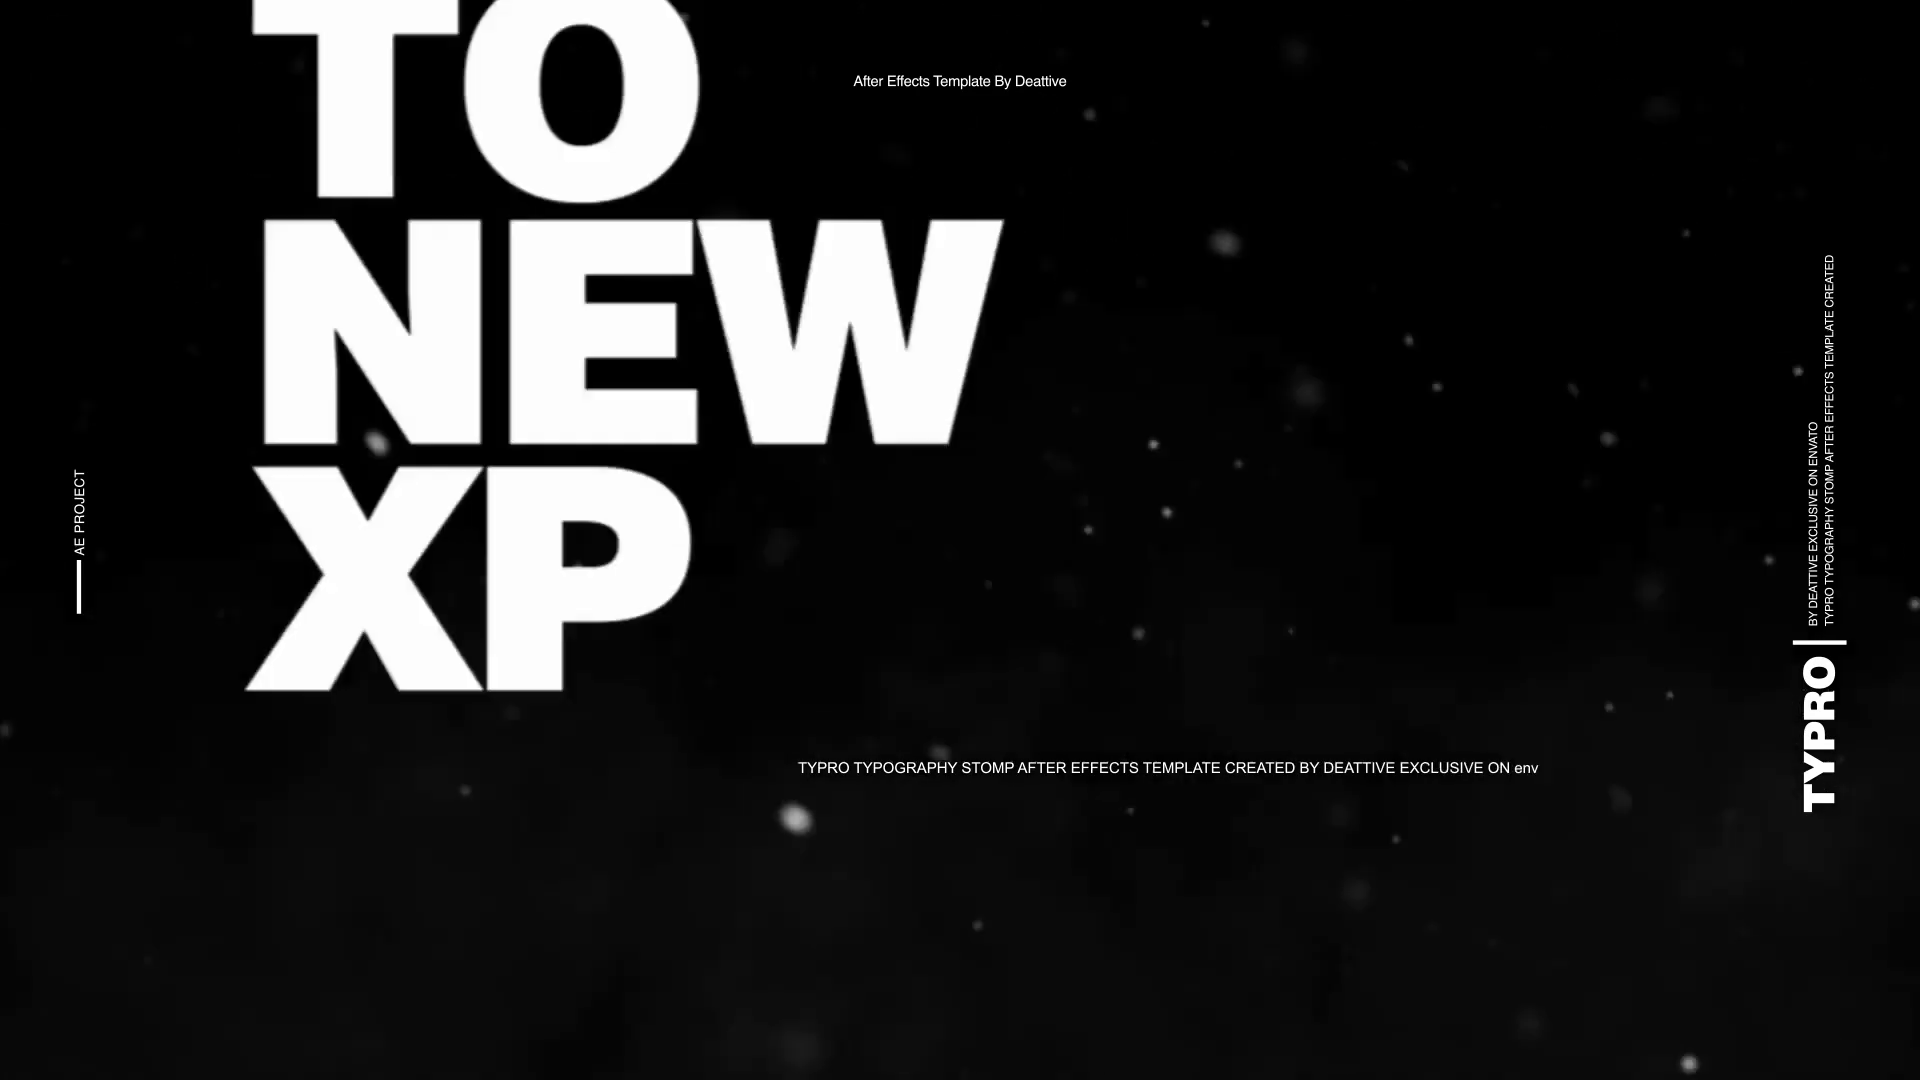 TO
After Effects Template By Deattive
NEW
XP
AE PROJECT
TYPRO TYPOGRAPHY STOMP AFTER EFFECTS TEMPLATE CREATED BY DEATTIVE EXCLUSIVE ON env
BY DEATTIVE EXCLUSIVE ON ENVATO
TYPRO TYPOGRAPHY STOMP AFTER EFFECTS TEMPLATE CREATED
TYPRO